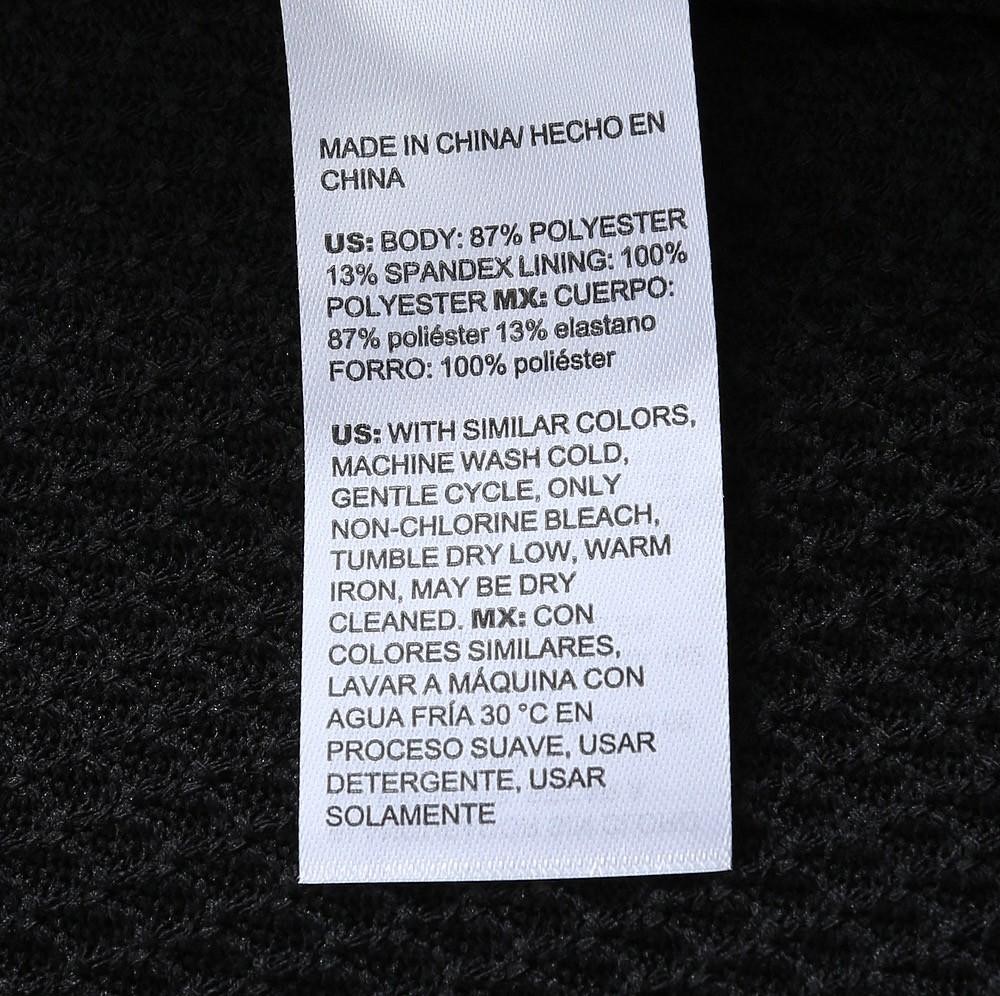 MADE IN CHINA/ HECHO EN
CHINA
US: BODY: 87% POLYESTER
13% SPANDEX LINING: 100%
POLYESTER MX: CUERPO:
87% poliéster 13% elastano
FORRO: 100% poliéster
US: WITH SIMILAR COLORS,
MACHINE WASH COLD,
GENTLE CYCLE, ONLY
NON-CHLORINE BLEACH,
TUMBLE DRY LOW, WARM
IRON, MAY BE DRY
CLEANED. MX: CON
COLORES SIMILARES,
LAVAR A MÁQUINA CON
AGUA FRÍA 30 °C EN
PROCESO SUAVE, USAR
DETERGENTE, USAR
SOLAMENTE